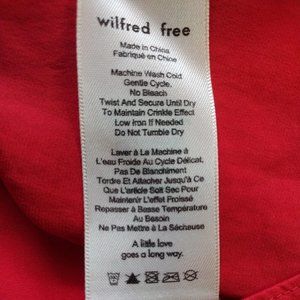 wilfred free
Made in China
Fabriqué en Chine
Machine Wash Cold
Gentle Cycle.
No Bleach
Twist And Secure Until Dry
To Maintain Crinkle Effect
Low Iron If Needed
Do Not Tumble Dry
Laver à La Machine à
L'eau Froide Au Cycle Délicat.
Pas De Blanchiment
Tordre Et Attacher Jusqu'à Ce
Que L'article Soit Sec Pour
Maintenir L'effet Froissé
Repasser à Basse Température
Au Besoin
Ne Pas Mettre A La Sécheuse
A little love
goes a long way.